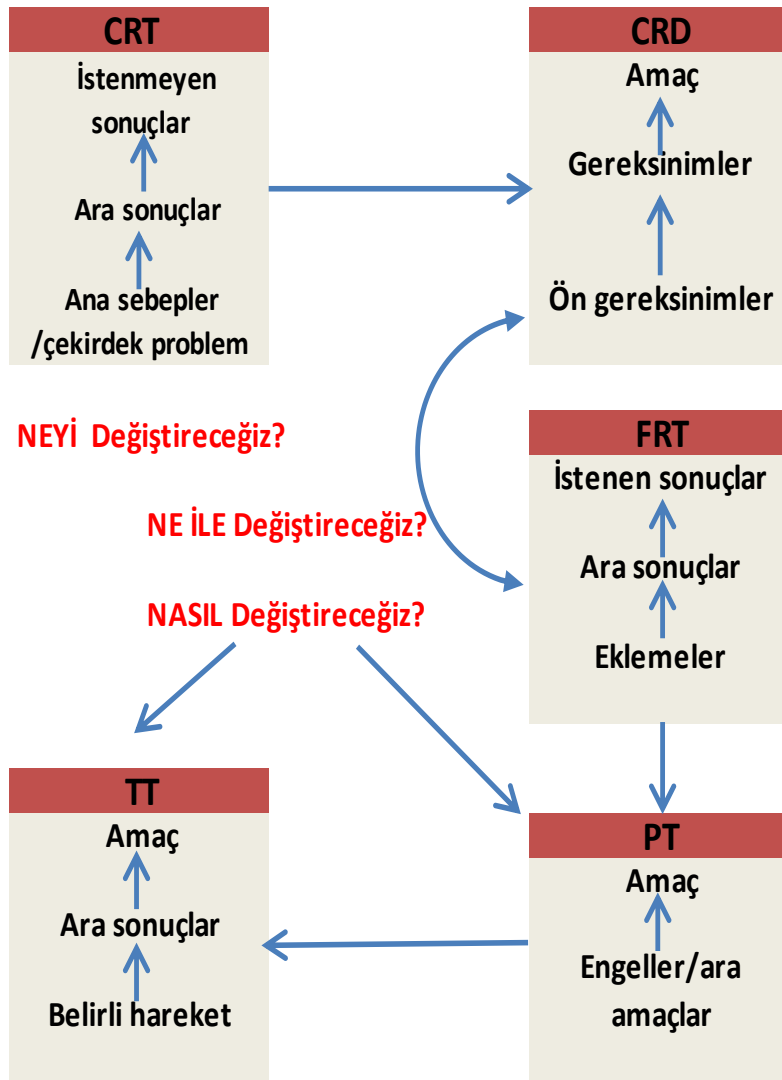 CRT
İstenmeyen
sonuçlar
Ara sonuçlar
Ana sebepler
/çekirdek problem
CRD
Amaç
Gereksinimler
Ön gereksinimler
NEYİ Değiştireceğiz?
NE İLE Değiştireceğiz?
NASIL Değiştireceğiz?
FRT
İstenen sonuçlar
Ara sonuçlar
Eklemeler
TT
Amaç
Ara sonuçlar
Belirli hareket
PT
Amaç
Engeller/ara
amaçlar